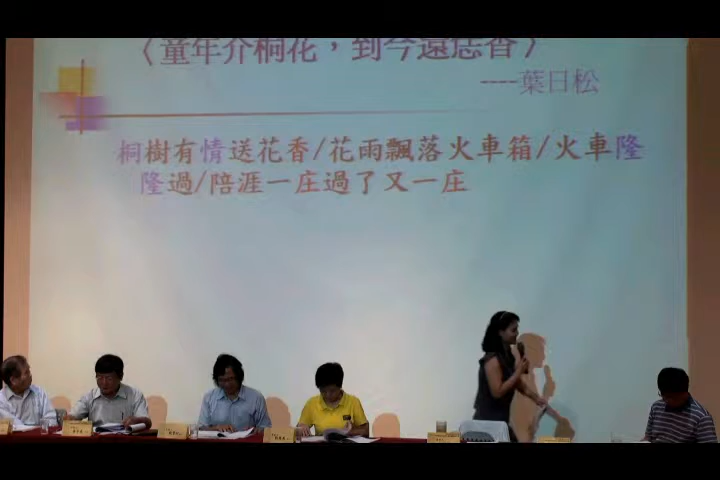 〈童年介桐花，到今還恁香〉
----葉日松
桐樹有情送花香/花雨飄落火車箱/火車隆
隆過/陪涯一庄過了又一庄